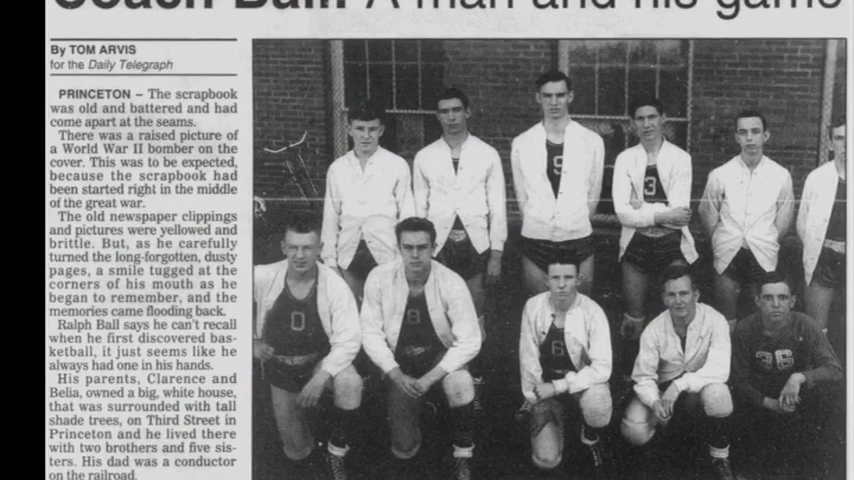 Coach Ball: A man and his game
By TOM ARVIS
for the Daily Telegraph
PRINCETON – The scrapbook
was old and battered and had
come apart at the seams.
There was a raised picture of
a World War II bomber on the
cover. This was to be expected,
because the scrapbook had
been started right in the middle
of the great war.
The old newspaper clippings
and pictures were yellowed and
brittle. But, as he carefully
turned the long-forgotten, dusty
pages, a smile tugged at the
corners of his mouth as he
began to remember, and the
memories came flooding back.
Ralph Ball says he can't recall
when he first discovered bas-
ketball, it just seems like he
always had one in his hands.
His parents, Clarence and
Belia, owned a big, white house,
that was surrounded with tall
shade trees, on Third Street in
Princeton and he lived there
with two brothers and five sis-
ters. His dad was a conductor
on the railroad.
9
3
0
8
6
36